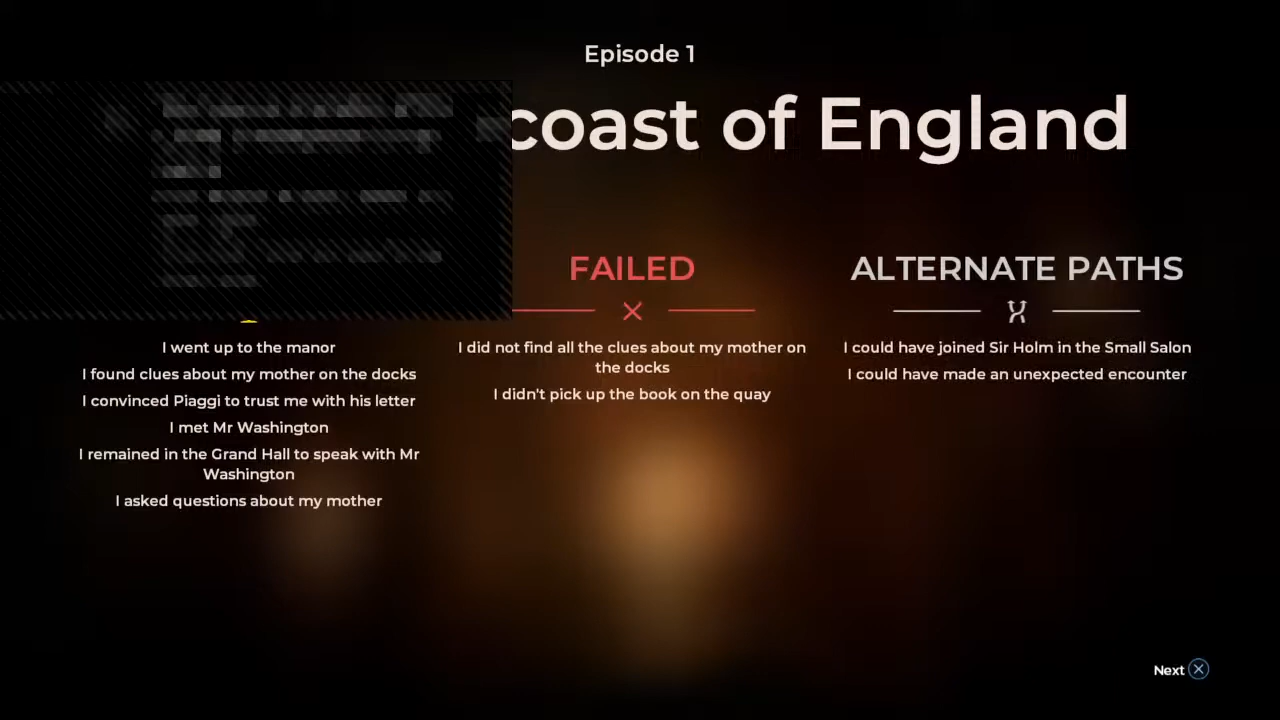 Episode 1
coast of England
FAILED
ALTERNATE PATHS
I went up to the manor
I found clues about my mother on the docks
I convinced Piaggi to trust me with his letter
I met Mr Washington
I remained in the Grand Hall to speak with Mr
Washington
I asked questions about my mother
I did not find all the clues about my mother on
the docks
I didn't pick up the book on the quay
I could have joined Sir Holm in the Small Salon
I could have made an unexpected encounter
Next